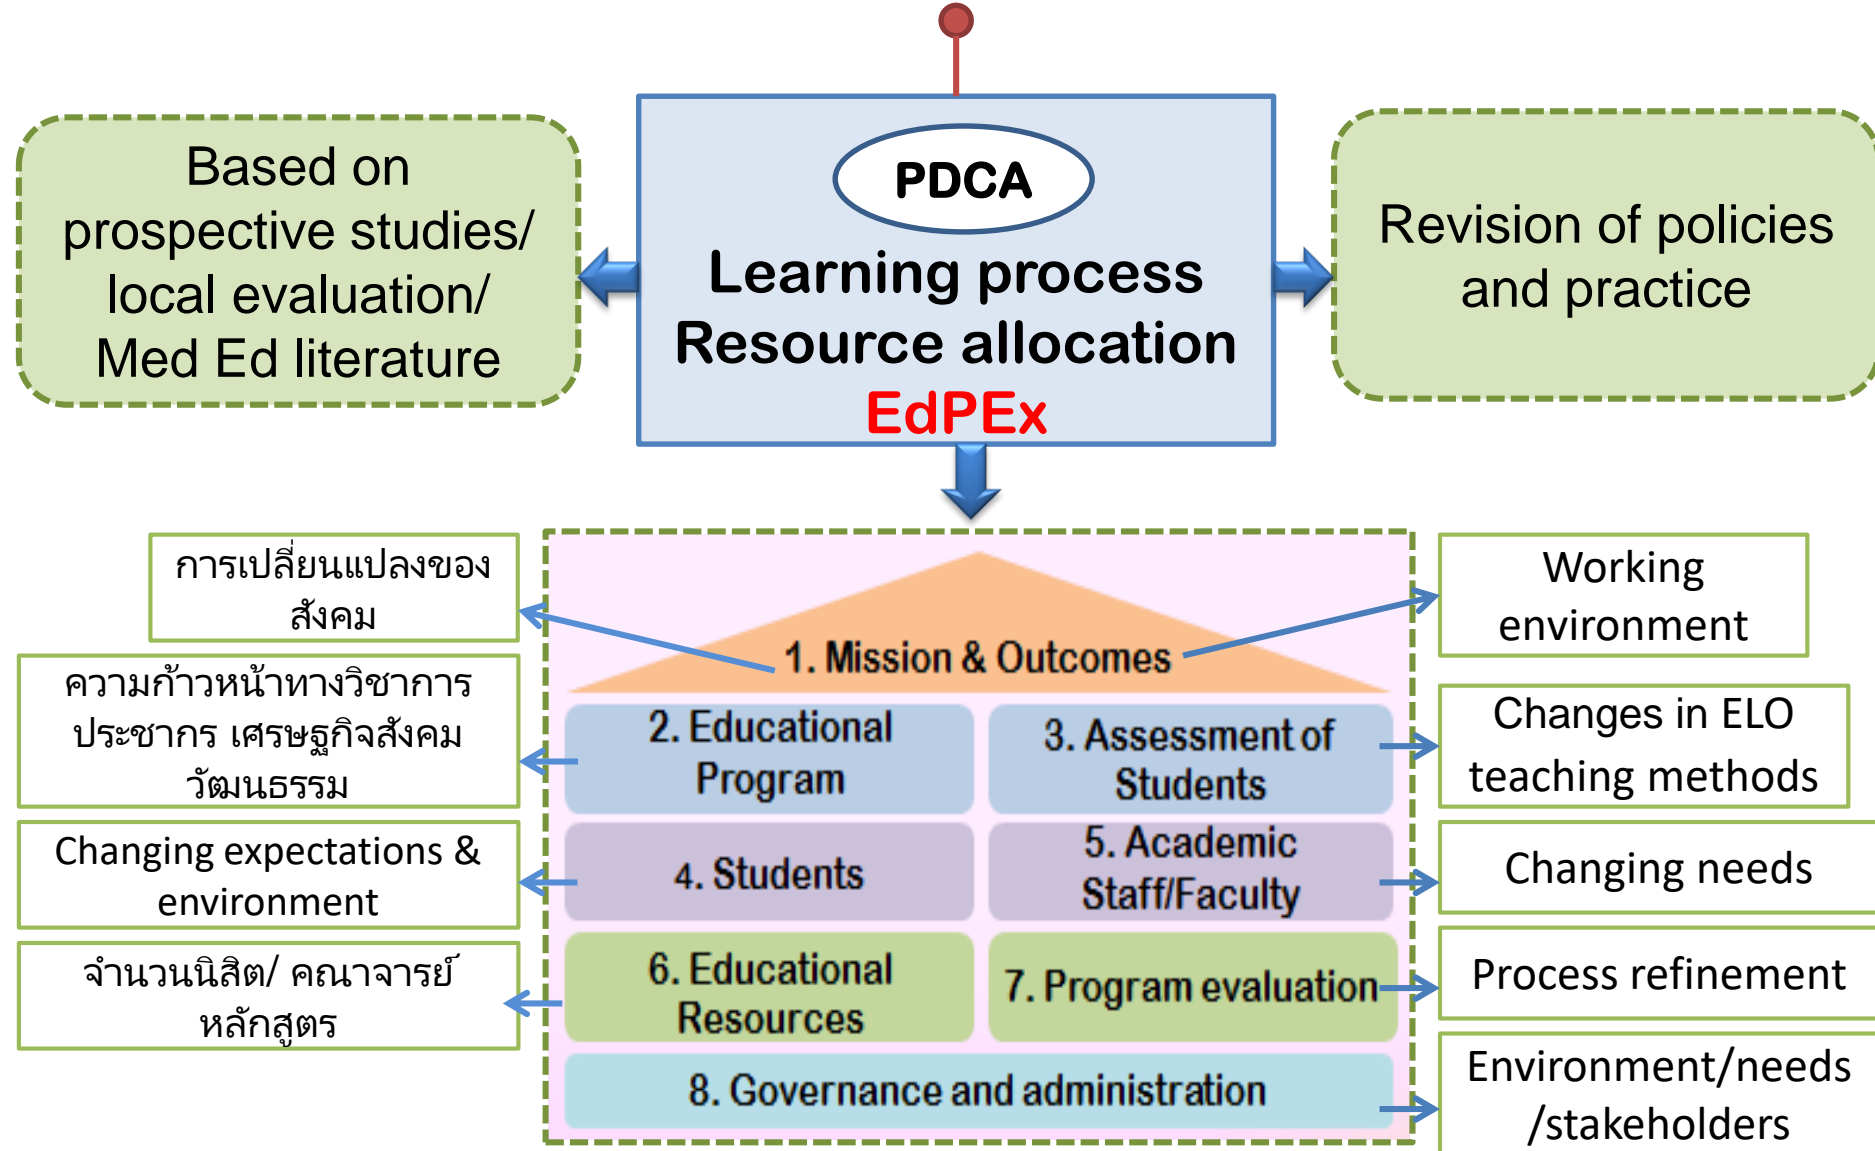 Based on
prospective studies/
local evaluation/
Med Ed literature
PDCA
Learning process
Resource allocation
EdPEx
Revision of policies
and practice
การเปลี่ยนแปลงของ
สังคม
ความก้าวหน้าทางวิชาการ
ประชากร เศรษฐกิจสังคม
วัฒนธรรม
Changing expectations &
environment
จำนวนนิสิต/ คณาจารย์
หลักสูตร
1. Mission & Outcomes
2. Educational
Program
3. Assessment of
Students
4. Students
5. Academic
Staff/Faculty
6. Educational
Resources
7. Program evaluation
8. Governance and administration
Working
environment
Changes in ELO
teaching methods
Changing needs
Process refinement
Environment/needs
/stakeholders